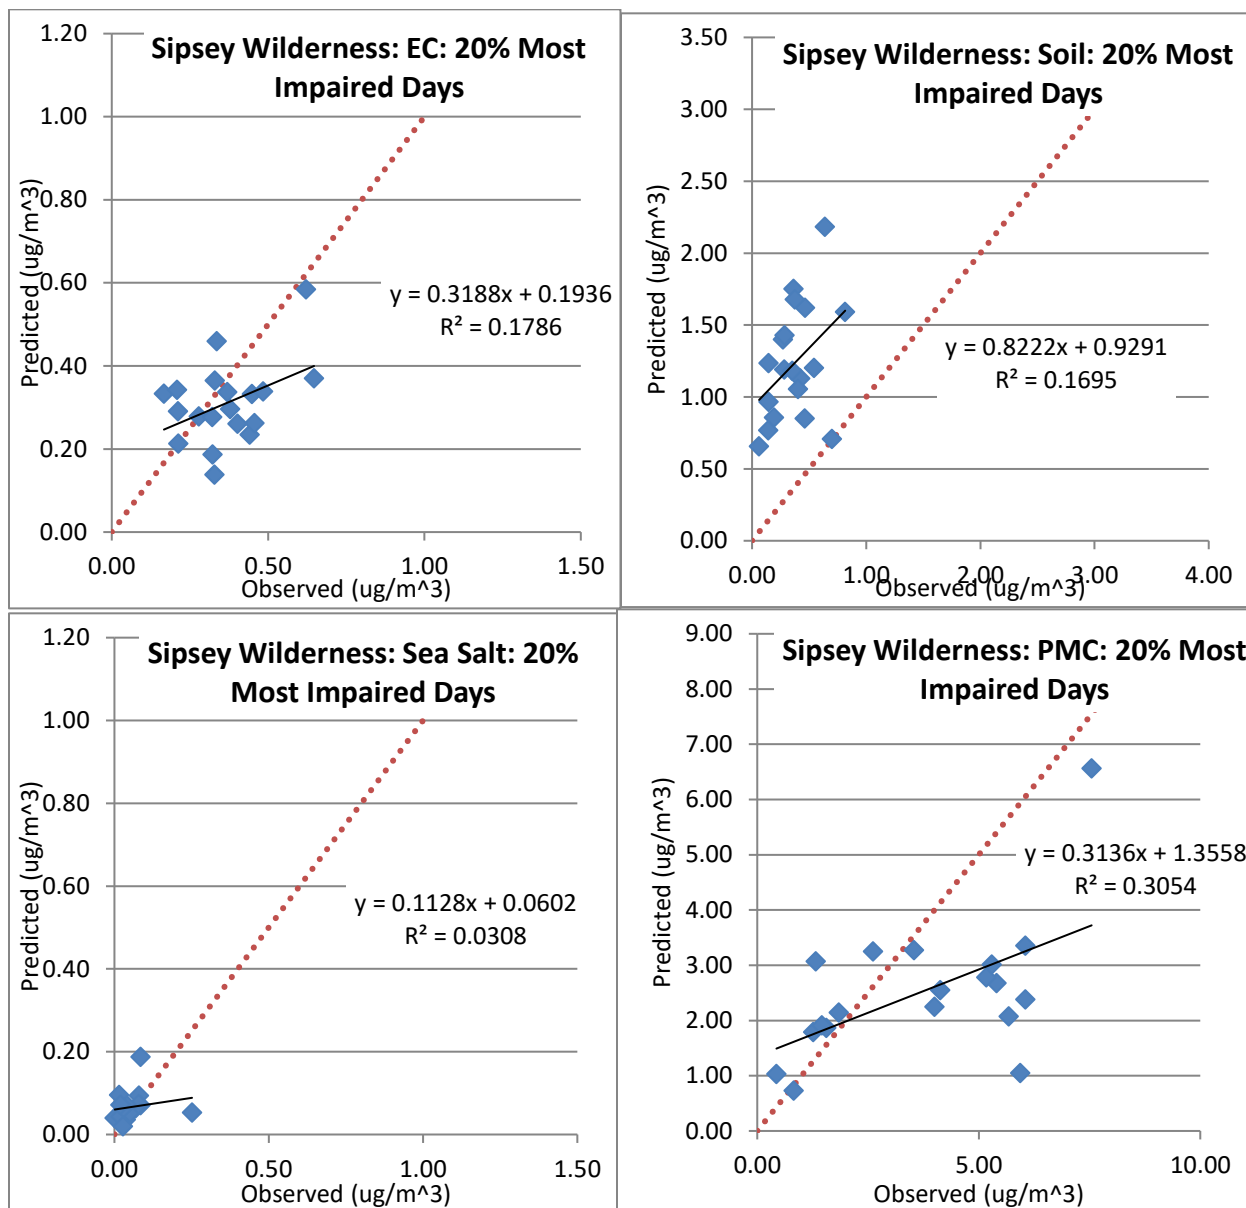 Sipsey Wilderness: EC: 20% Most
Impaired Days
1.20
1.00
0.80
0.60
0.40
0.20
0.00
Predicted (ug/m^3)
y = 0.3188x + 0.1936
R² = 0.1786
0.00
0.50
1.00
1.50
Observed (ug/m^3)
Sipsey Wilderness: Soil: 20% Most
Impaired Days
3.50
3.00
2.50
2.00
1.50
1.00
0.50
0.00
Predicted (ug/m^3)
y = 0.8222x + 0.9291
R² = 0.1695
0.00
1.00
2.00
3.00
4.00
Observed (ug/m^3)
Sipsey Wilderness: Sea Salt: 20%
Most Impaired Days
1.20
1.00
0.80
0.60
0.40
0.20
0.00
Predicted (ug/m^3)
y = 0.1128x + 0.0602
R² = 0.0308
0.00
0.50
1.00
1.50
Observed (ug/m^3)
Sipsey Wilderness: PMC: 20% Most
Impaired Days
9.00
8.00
7.00
6.00
5.00
4.00
3.00
2.00
1.00
0.00
Predicted (ug/m^3)
y = 0.3136x + 1.3558
R² = 0.3054
0.00
5.00
10.00
Observed (ug/m^3)